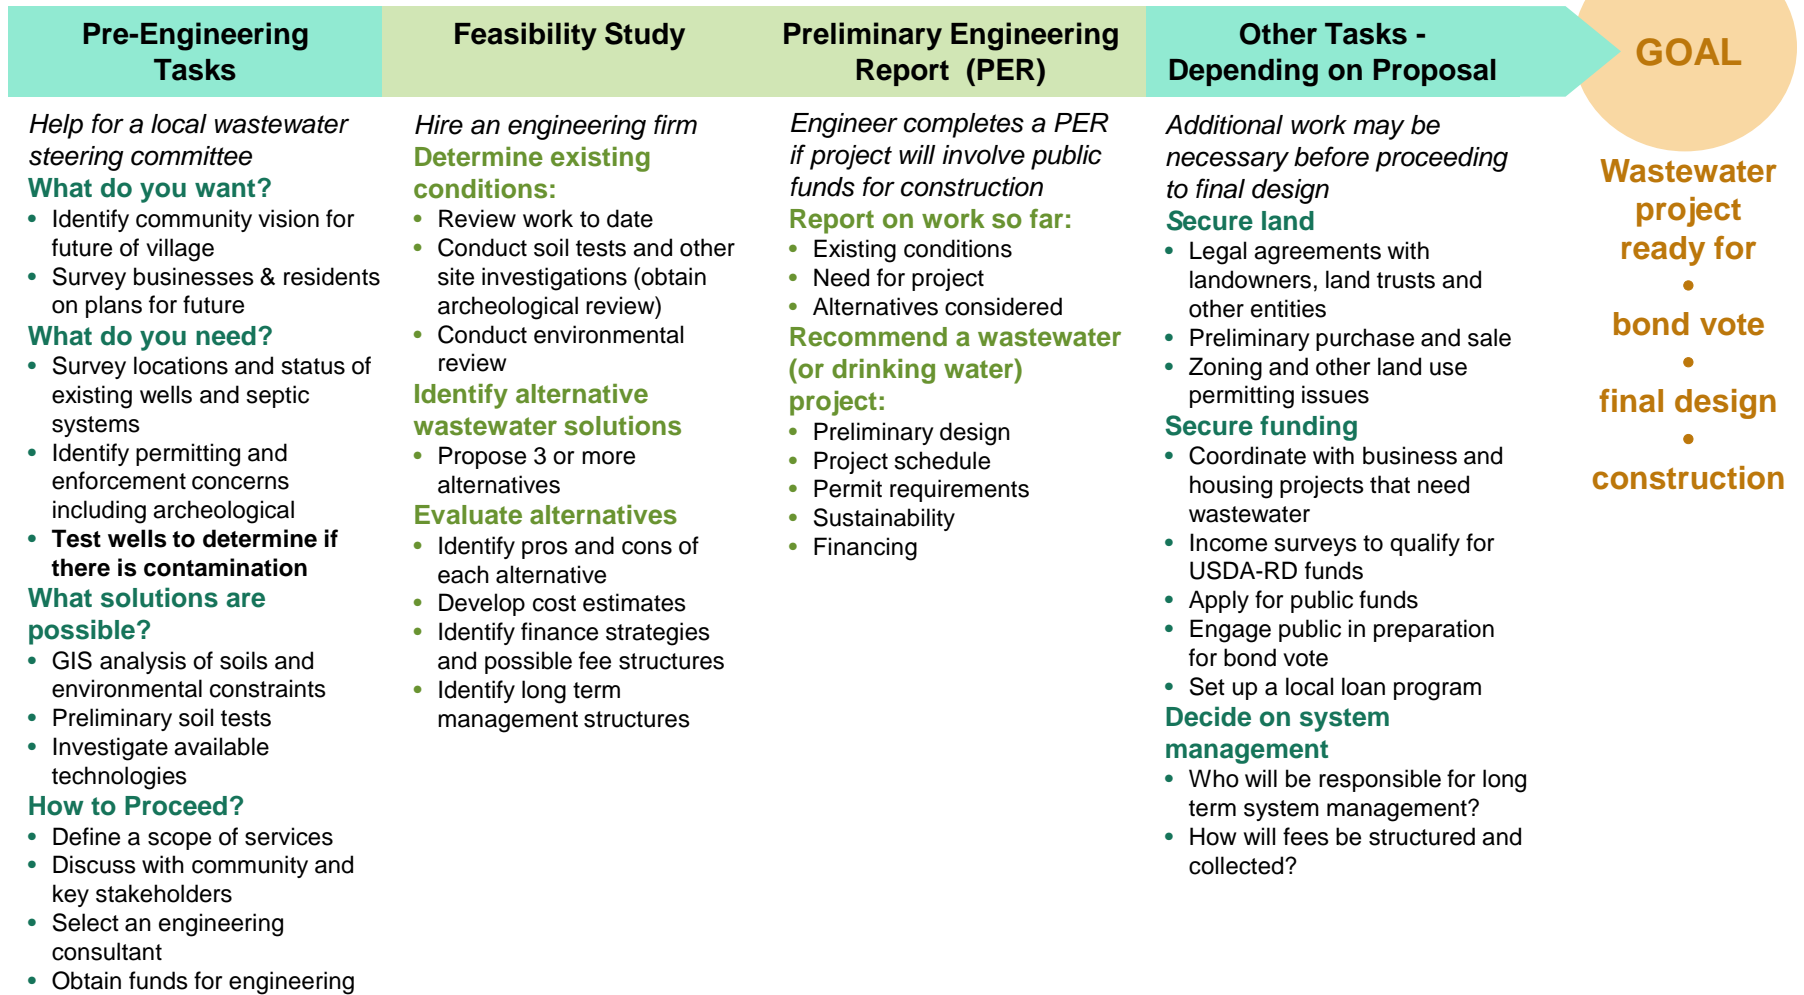 Pre-Engineering
Tasks
Help for a local wastewater
steering committee
What do you want?
• Identify community vision for
future of village
• Survey businesses & residents
on plans for future
What do you need?
• Survey locations and status of
existing wells and septic
systems
• Identify permitting and
enforcement concerns
including archeological
• Test wells to determine if
there is contamination
What solutions are
possible?
• GIS analysis of soils and
environmental constraints
• Preliminary soil tests
• Investigate available
technologies
How to Proceed?
• Define a scope of services
• Discuss with community and
key stakeholders
• Select an engineering
consultant
• Obtain funds for engineering
Feasibility Study
Hire an engineering firm
Determine existing
conditions:
• Review work to date
• Conduct soil tests and other
site investigations (obtain
archeological review)
• Conduct environmental
review
Identify alternative
wastewater solutions
• Propose 3 or more
alternatives
Evaluate alternatives
• Identify pros and cons of
each alternative
• Develop cost estimates
• Identify finance strategies
and possible fee structures
• Identify long term
management structures
Preliminary Engineering
Report (PER)
Engineer completes a PER
if project will involve public
funds for construction
Report on work so far:
• Existing conditions
• Need for project
• Alternatives considered
Recommend a wastewater
(or drinking water)
project:
• Preliminary design
• Project schedule
• Permit requirements
• Sustainability
• Financing
Other Tasks -
Depending on Proposal
Additional work may be
necessary before proceeding
to final design
Secure land
• Legal agreements with
landowners, land trusts and
other entities
• Preliminary purchase and sale
• Zoning and other land use
permitting issues
Secure funding
• Coordinate with business and
housing projects that need
wastewater
• Income surveys to qualify for
USDA-RD funds
• Apply for public funds
• Engage public in preparation
for bond vote
• Set up a local loan program
Decide on system
management
• Who will be responsible for long
term system management?
• How will fees be structured and
collected?
GOAL
Wastewater
project
ready for
•
bond vote
•
final design
•
construction